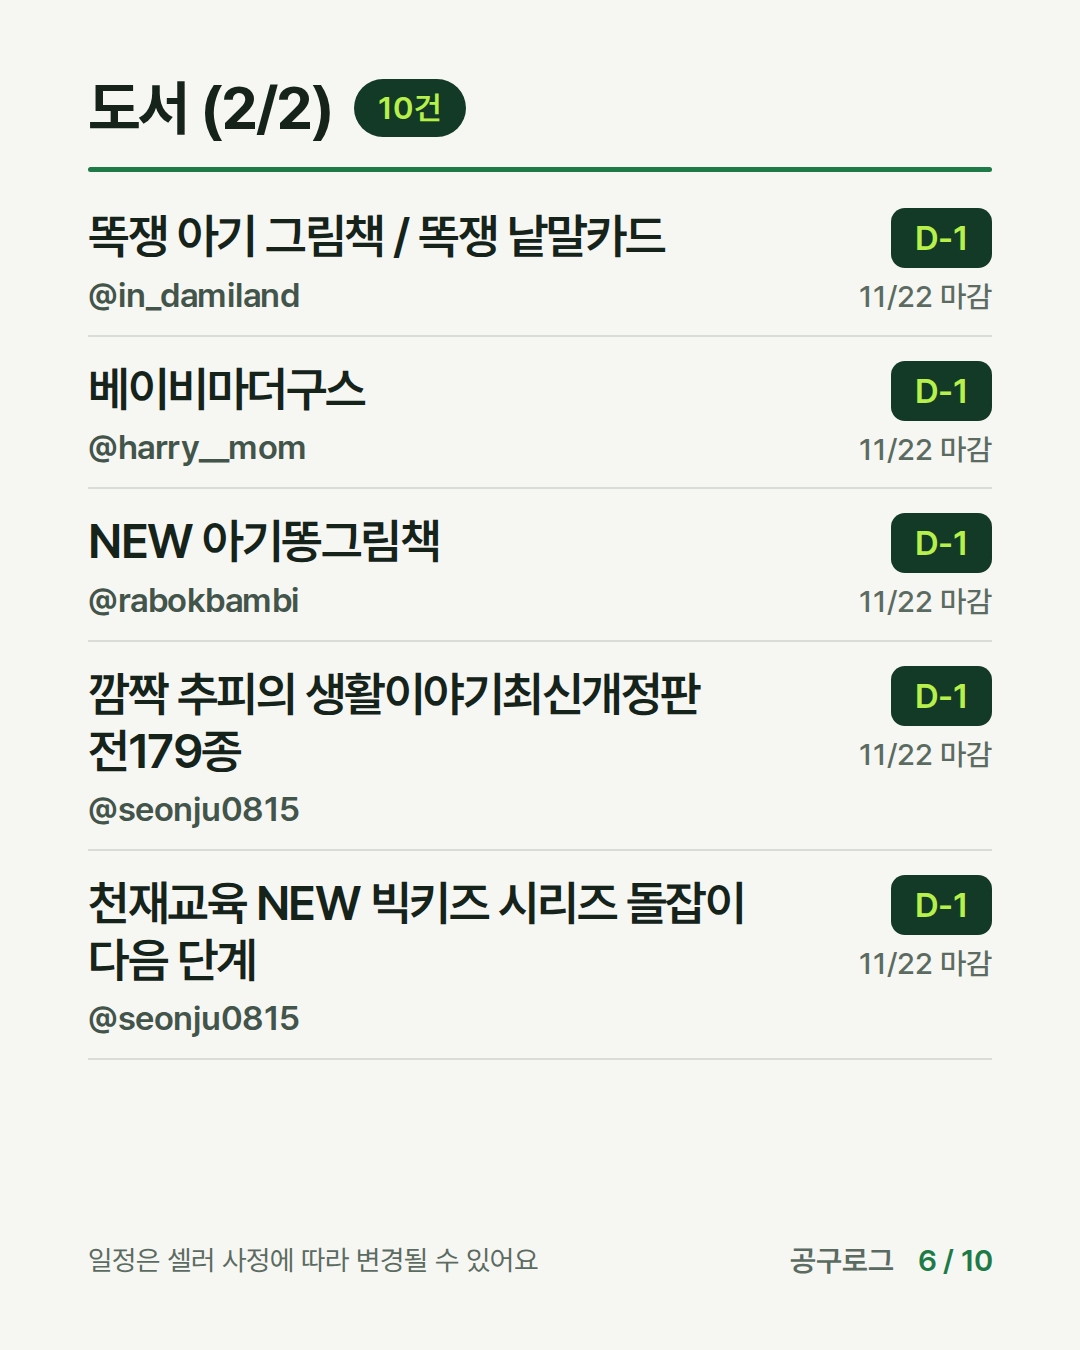 도서 (2/2) 10건
똑쟁 아기 그림책 / 똑쟁 낱말카드 D-1
@in_damiland 11/22 마감
베이비마더구스 D-1
@harry__mom 11/22 마감
NEW 아기똥그림책 D-1
@rabokbambi 11/22 마감
깜짝 추피의 생활이야기최신개정판 D-1
전179종 11/22 마감
@seonju0815
천재교육 NEW 빅키즈 시리즈 돌잡이 D-1
다음 단계 11/22 마감
@seonju0815
일정은 셀러 사정에 따라 변경될 수 있어요 공구로그 6 / 10